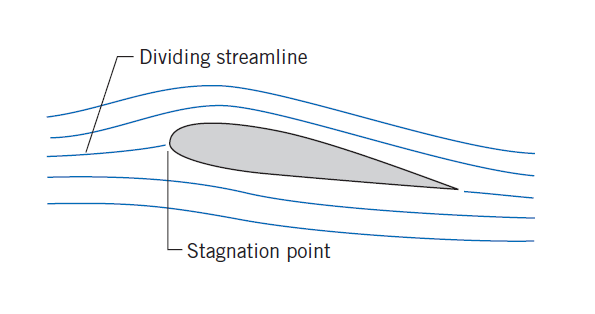 Dividing streamline
Stagnation point